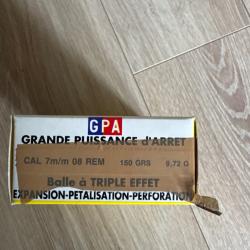 GPA
GRANDE PUISSANCE d'ARRET
CAL 7m/m 08 REM 150 GRS 9,72 G
Balle à TRIPLE EFFET
EXPANSION-PETALISATION-PERFORATION